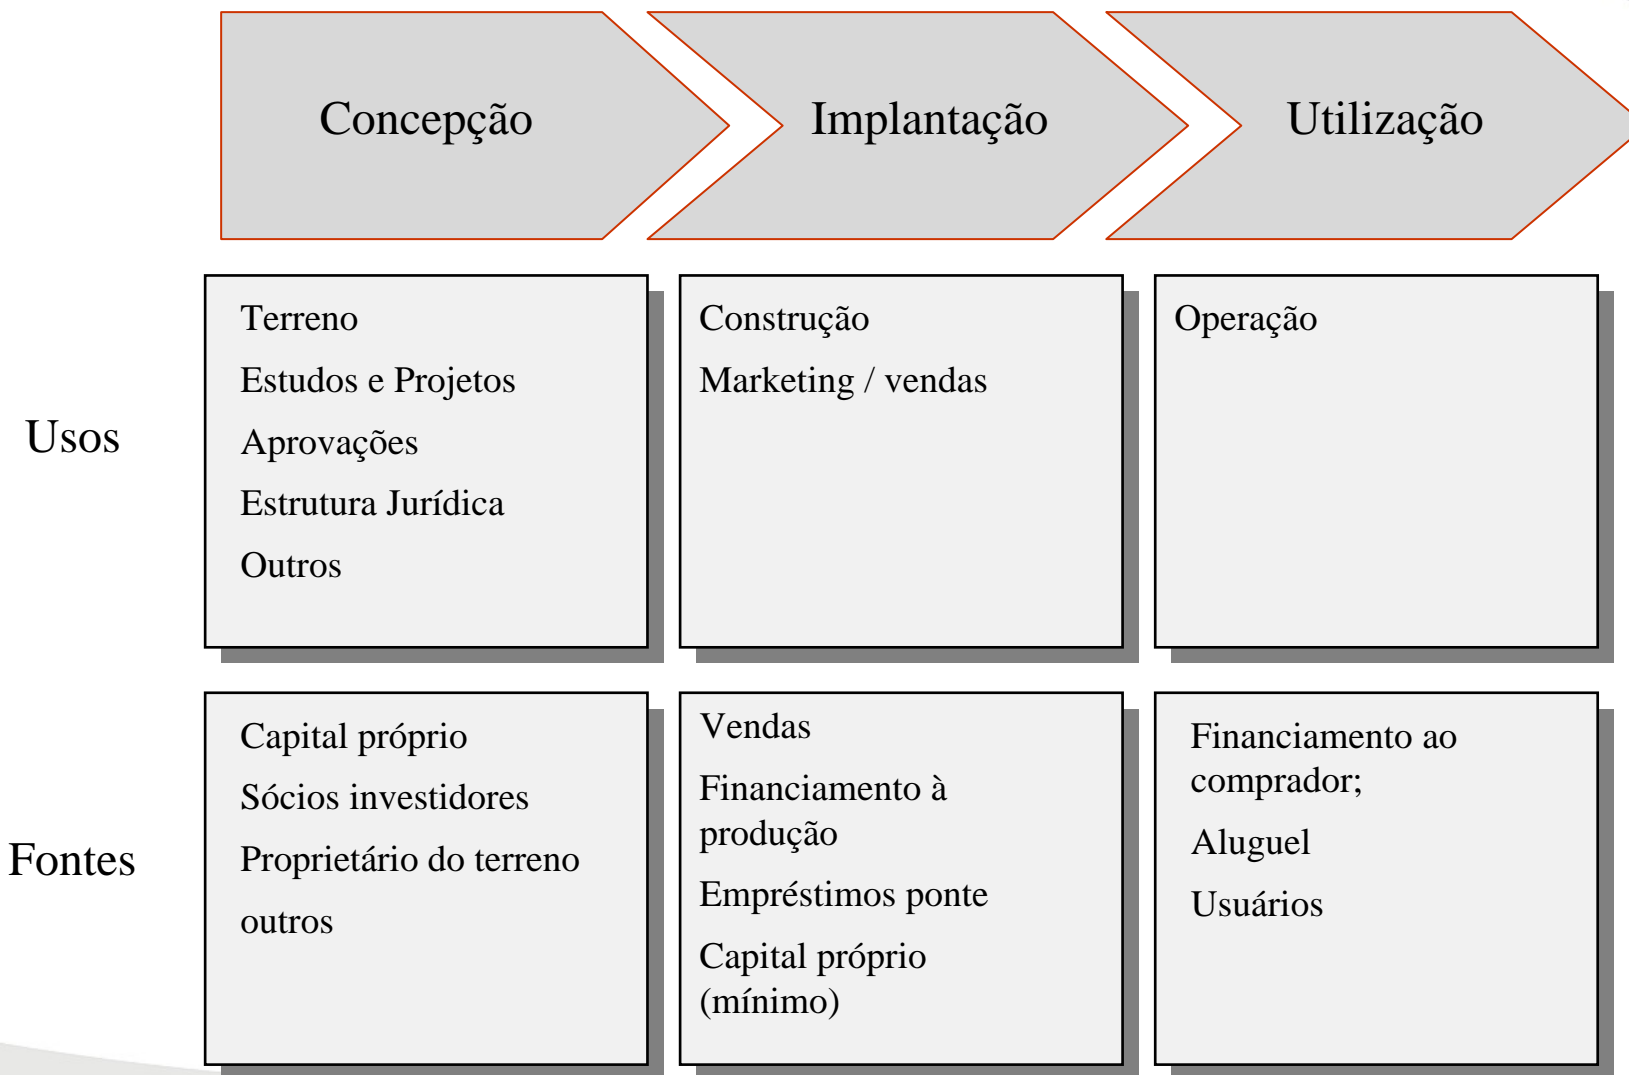 Concepção
Implantação
Utilização
Usos
Terreno
Estudos e Projetos
Aprovações
Estrutura Jurídica
Outros
Construção
Marketing / vendas
Operação
Fontes
Capital próprio
Sócios investidores
Proprietário do terreno
outros
Vendas
Financiamento à
produção
Empréstimos ponte
Capital próprio
(mínimo)
Financiamento ao
comprador;
Aluguel
Usuários